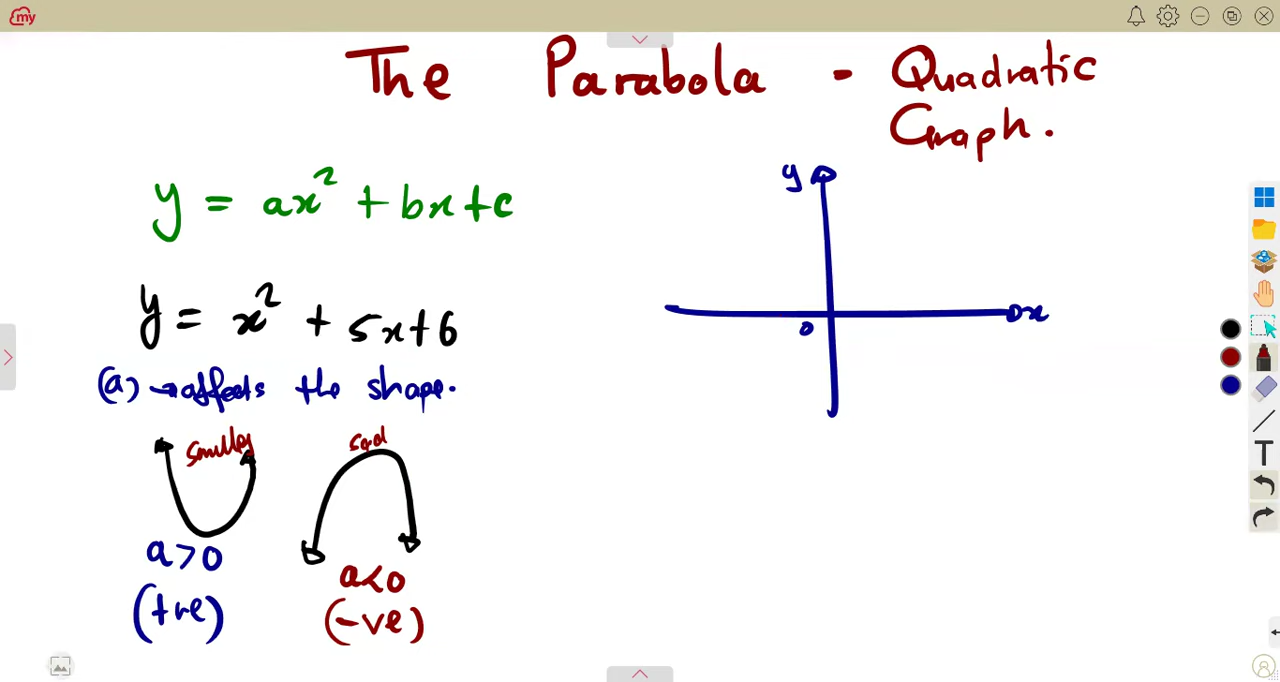 my
The Parabola - Quadratic
Graph.
y = ax² + bx + c
y
y = x² + 5x + 6
0
x
(a) → affects the shape.
smiley
sad
a > 0
a < 0
(+ve)
(-ve)
T